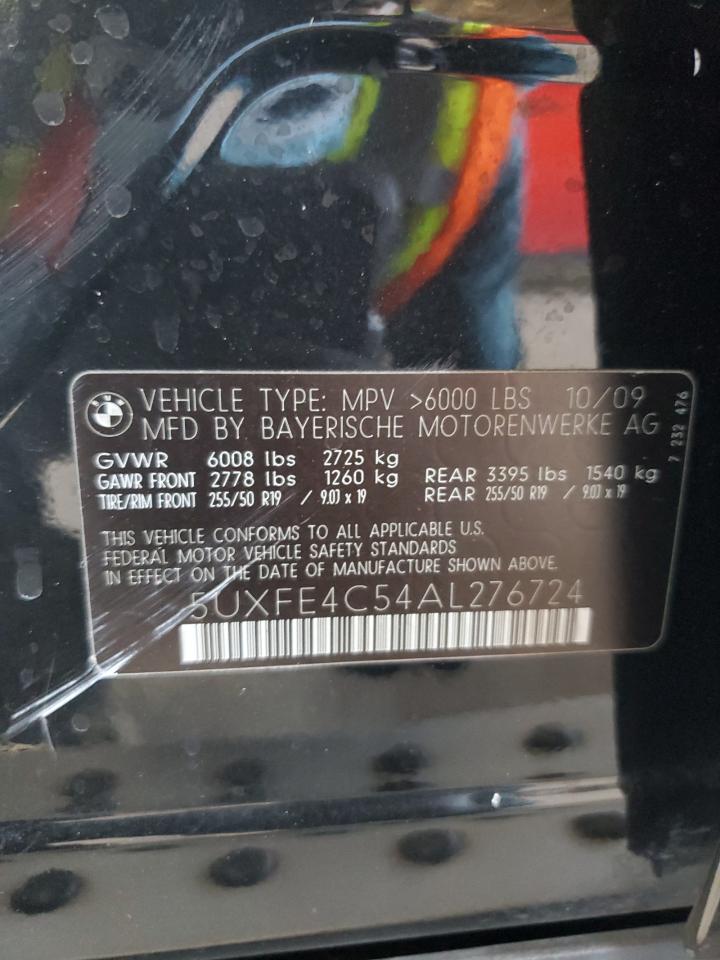 BMW
VEHICLE TYPE: MPV >6000 LBS 10/09
MFD BY BAYERISCHE MOTORENWERKE AG
GVWR 6008 lbs 2725 kg
GAWR FRONT 2778 lbs 1260 kg REAR 3395 lbs 1540 kg
TIRE/RIM FRONT 255/50 R19 / 9.0J x 19 REAR 255/50 R19 / 9.0J x 19
THIS VEHICLE CONFORMS TO ALL APPLICABLE U.S.
FEDERAL MOTOR VEHICLE SAFETY STANDARDS
IN EFFECT ON THE DATE OF MANUFACTURE SHOWN ABOVE.
5UXFE4C54AL276724
7 232 476